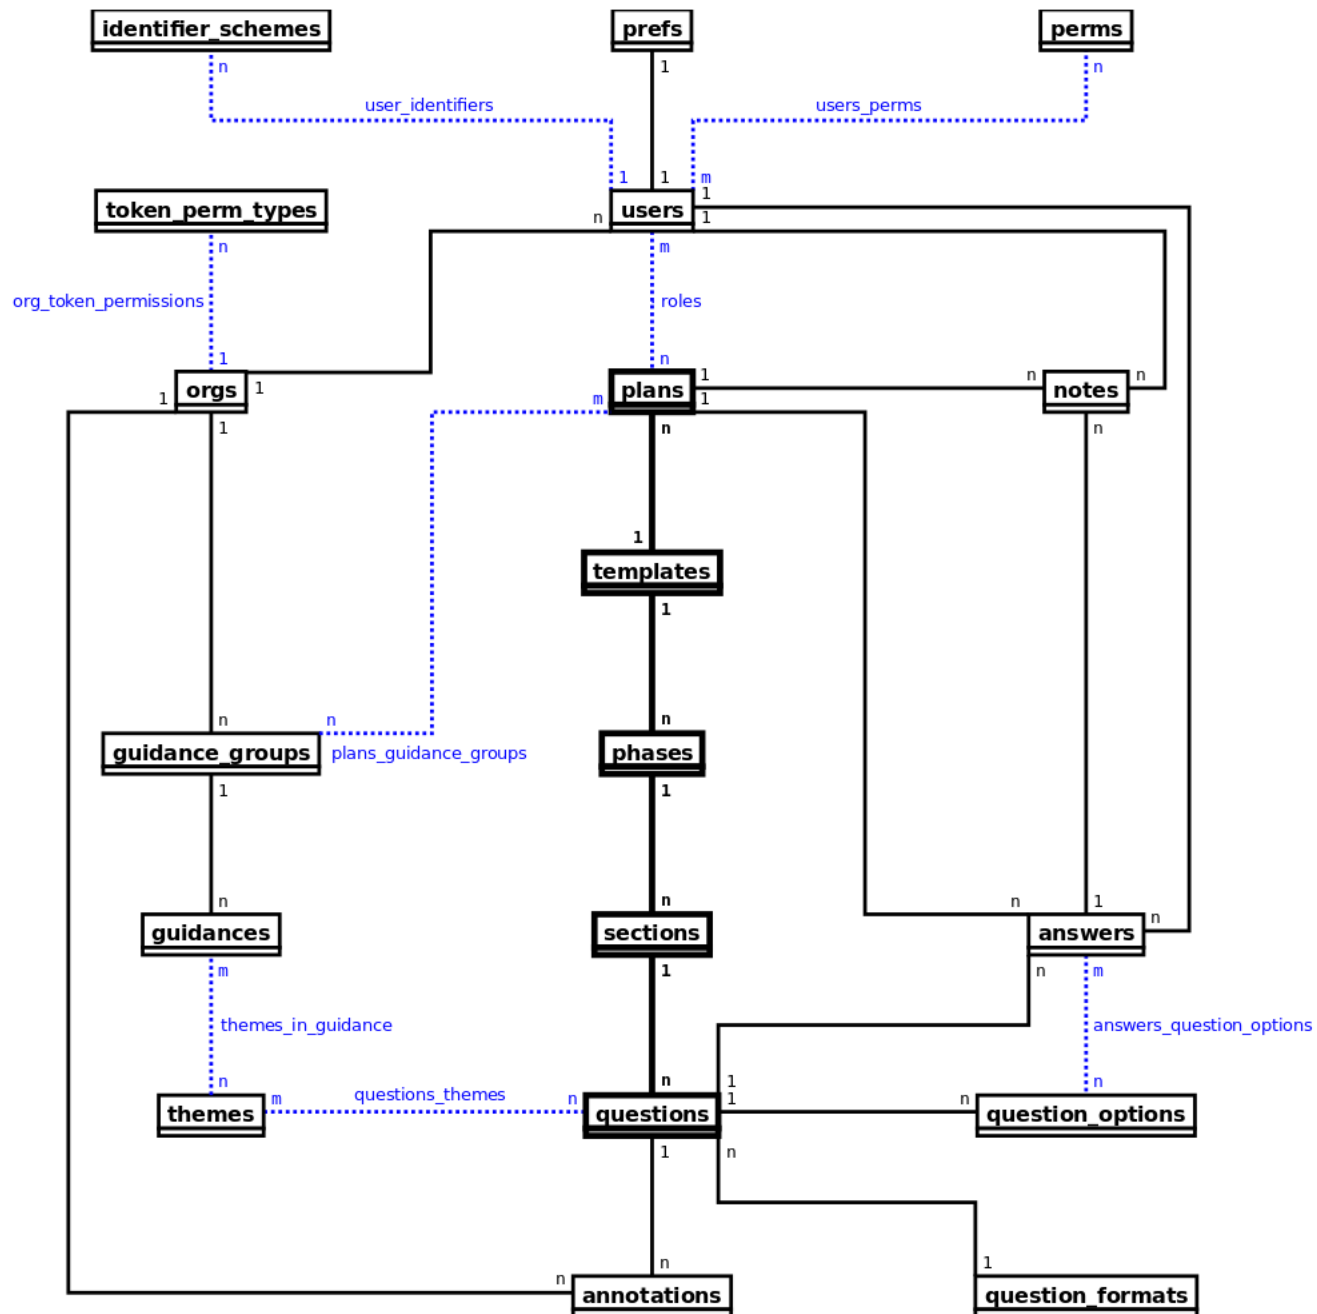 identifier_schemes prefs perms
n 1 n
user_identifiers users_perms
1 1 m
token_perm_types n users 1
1
n m
org_token_permissions roles
1 n
1 orgs 1 m plans 1 n notes n
1
1 n n
1
templates
1
n n n
guidance_groups plans_guidance_groups phases
1 1
n n n 1
guidances sections answers n
m 1 n m
themes_in_guidance answers_question_options
n n 1 n
themes m questions_themes n questions 1 n question_options
1 n
n 1
n annotations question_formats